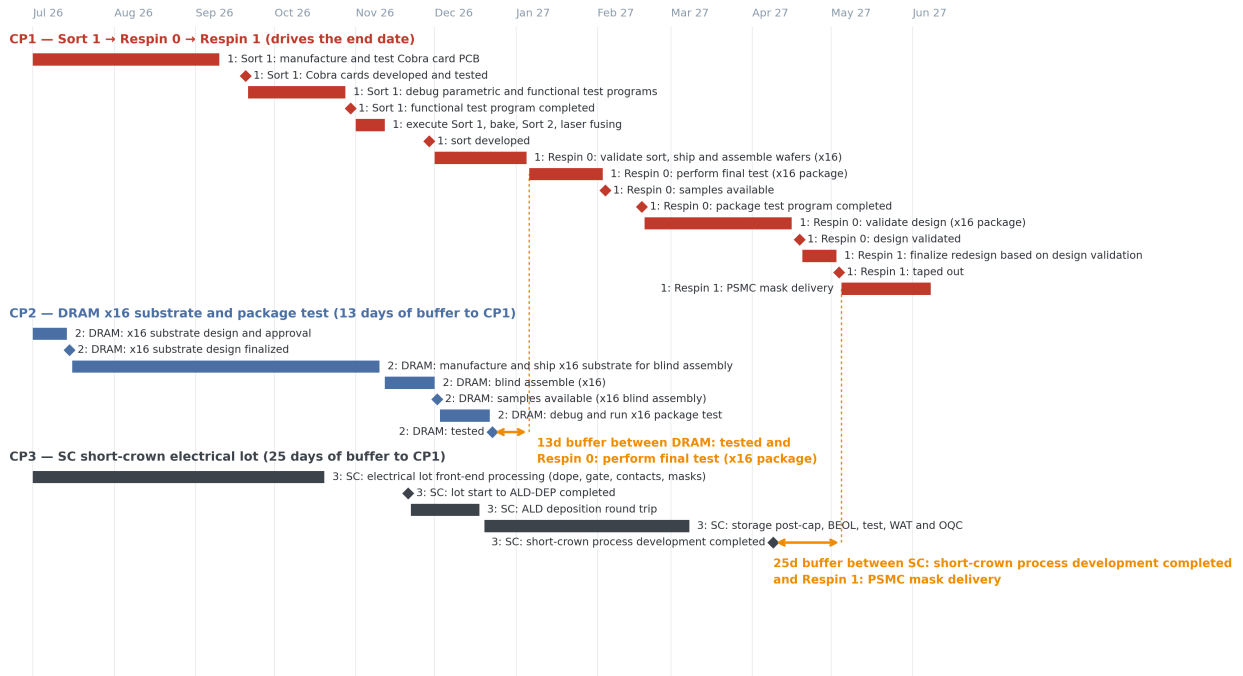 Jul 26 Aug 26 Sep 26 Oct 26 Nov 26 Dec 26 Jan 27 Feb 27 Mar 27 Apr 27 May 27 Jun 27
CP1 — Sort 1 → Respin 0 → Respin 1 (drives the end date)
1: Sort 1: manufacture and test Cobra card PCB
1: Sort 1: Cobra cards developed and tested
1: Sort 1: debug parametric and functional test programs
1: Sort 1: functional test program completed
1: execute Sort 1, bake, Sort 2, laser fusing
1: sort developed
1: Respin 0: validate sort, ship and assemble wafers (x16)
1: Respin 0: perform final test (x16 package)
1: Respin 0: samples available
1: Respin 0: package test program completed
1: Respin 0: validate design (x16 package)
1: Respin 0: design validated
1: Respin 1: finalize redesign based on design validation
1: Respin 1: taped out
1: Respin 1: PSMC mask delivery
CP2 — DRAM x16 substrate and package test (13 days of buffer to CP1)
2: DRAM: x16 substrate design and approval
2: DRAM: x16 substrate design finalized
2: DRAM: manufacture and ship x16 substrate for blind assembly
2: DRAM: blind assemble (x16)
2: DRAM: samples available (x16 blind assembly)
2: DRAM: debug and run x16 package test
2: DRAM: tested
13d buffer between DRAM: tested and
Respin 0: perform final test (x16 package)
CP3 — SC short-crown electrical lot (25 days of buffer to CP1)
3: SC: electrical lot front-end processing (dope, gate, contacts, masks)
3: SC: lot start to ALD-DEP completed
3: SC: ALD deposition round trip
3: SC: storage post-cap, BEOL, test, WAT and OQC
3: SC: short-crown process development completed
25d buffer between SC: short-crown process development completed
and Respin 1: PSMC mask delivery